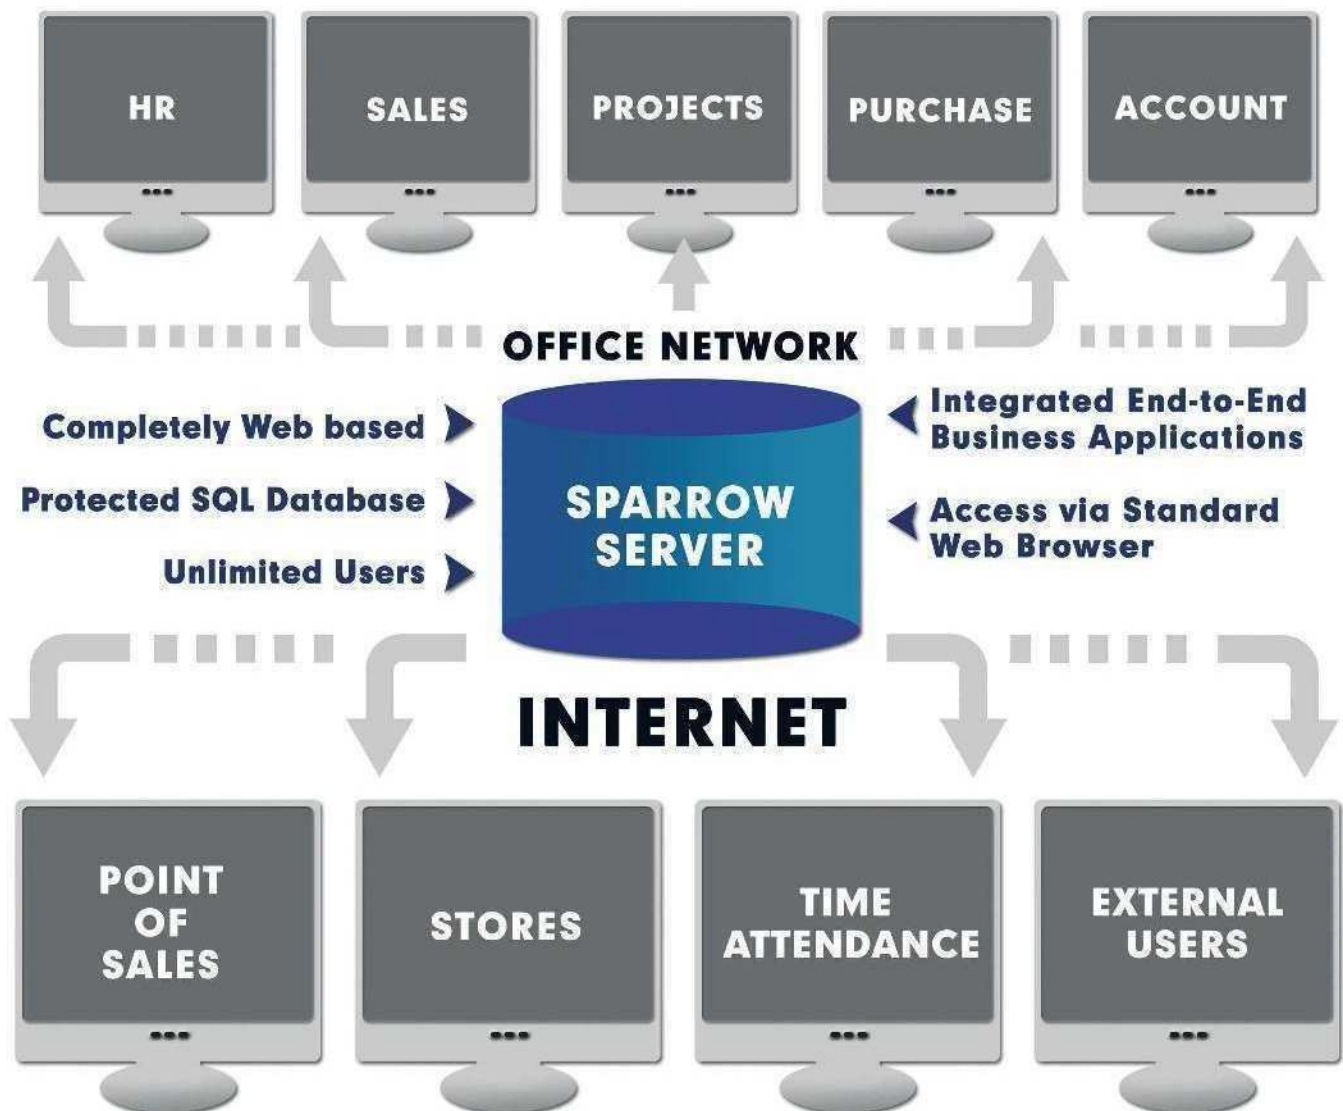 HR
SALES
PROJECTS
PURCHASE
ACCOUNT
OFFICE NETWORK
Completely Web based
Protected SQL Database
Unlimited Users
SPARROW
SERVER
Integrated End-to-End
Business Applications
Access via Standard
Web Browser
INTERNET
POINT
OF
SALES
STORES
TIME
ATTENDANCE
EXTERNAL
USERS